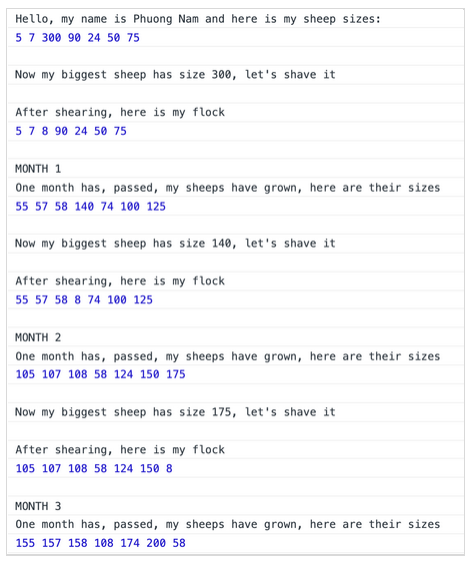 Hello, my name is Phuong Nam and here is my sheep sizes:
5 7 300 90 24 50 75
Now my biggest sheep has size 300, let's shave it
After shearing, here is my flock
5 7 8 90 24 50 75
MONTH 1
One month has, passed, my sheeps have grown, here are their sizes
55 57 58 140 74 100 125
Now my biggest sheep has size 140, let's shave it
After shearing, here is my flock
55 57 58 8 74 100 125
MONTH 2
One month has, passed, my sheeps have grown, here are their sizes
105 107 108 58 124 150 175
Now my biggest sheep has size 175, let's shave it
After shearing, here is my flock
105 107 108 58 124 150 8
MONTH 3
One month has, passed, my sheeps have grown, here are their sizes
155 157 158 108 174 200 58